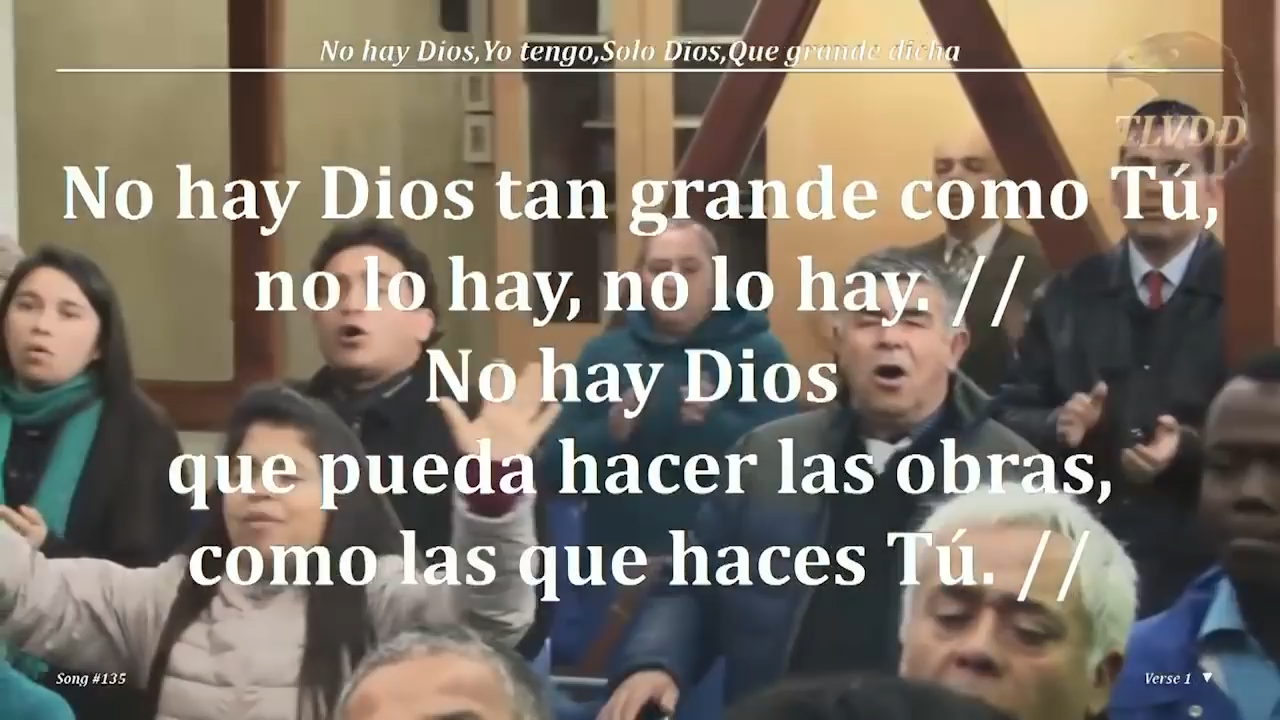 No hay Dios,Yo tengo,Solo Dios,Que grande dicha
TLVDD
No hay Dios tan grande como Tú,
no lo hay, no lo hay. //
No hay Dios
que pueda hacer las obras,
como las que haces Tú. //
Song #135
Verse 1 ▼